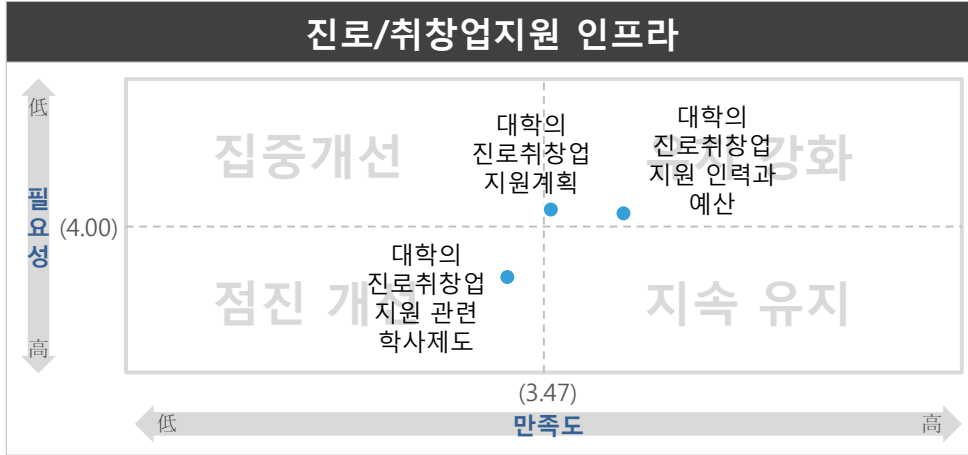 진로/취창업지원 인프라
低
필
요
성
高
(4.00)
집중개선
유지 강화
대학의
진로취창업
지원계획
대학의
진로취창업
지원 인력과
예산
점진 개선
지속 유지
대학의
진로취창업
지원 관련
학사제도
(3.47)
低
만족도
高